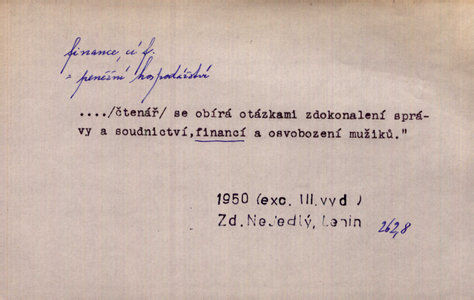 finance, í f.
= peněžní hospodářství
..../čtenář/ se obírá otázkami zdokonalení sprá-
vy a soudnictví,financí a osvobození mužiků."
1950 (exc. III.vyd )
Zd.Nejedlý, Lenin 262,8